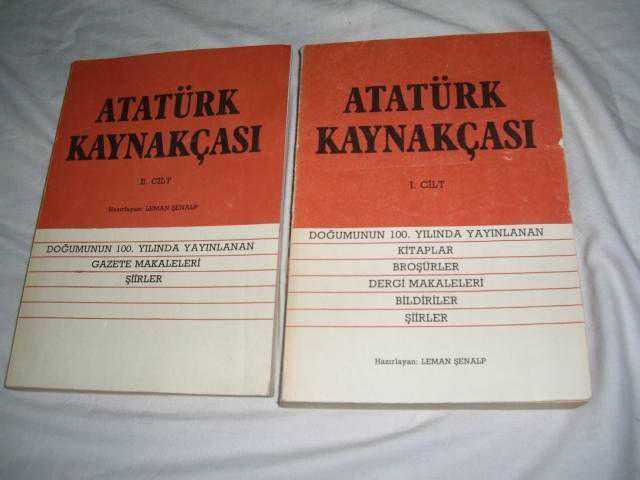 ATATÜRK
KAYNAKÇASI
II. CİLT
Hazırlayan: LEMAN ŞENALP
DOĞUMUNUN 100. YILINDA YAYINLANAN
GAZETE MAKALELERİ
ŞİİRLER
ATATÜRK
KAYNAKÇASI
I. CİLT
DOĞUMUNUN 100. YILINDA YAYINLANAN
KİTAPLAR
BROŞÜRLER
DERGİ MAKALELERİ
BİLDİRİLER
ŞİİRLER
Hazırlayan: LEMAN ŞENALP